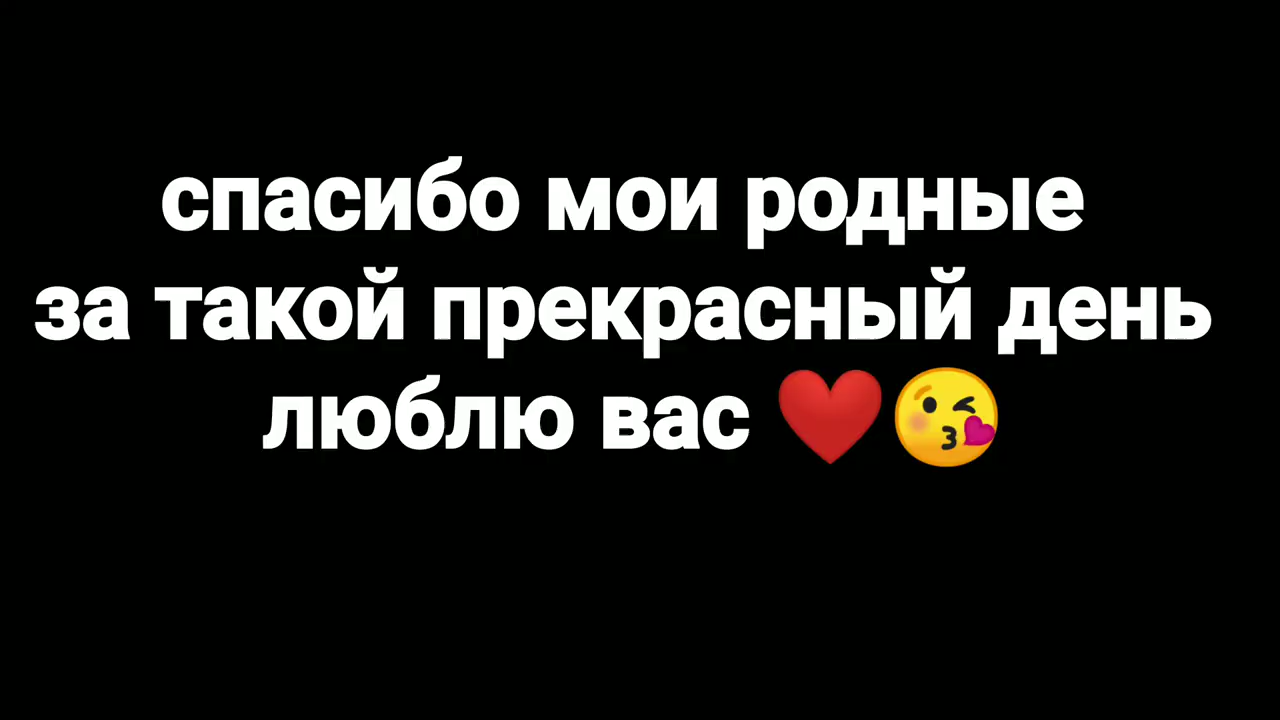 спасибо мои родные
за такой прекрасный день
люблю вас ❤️😘